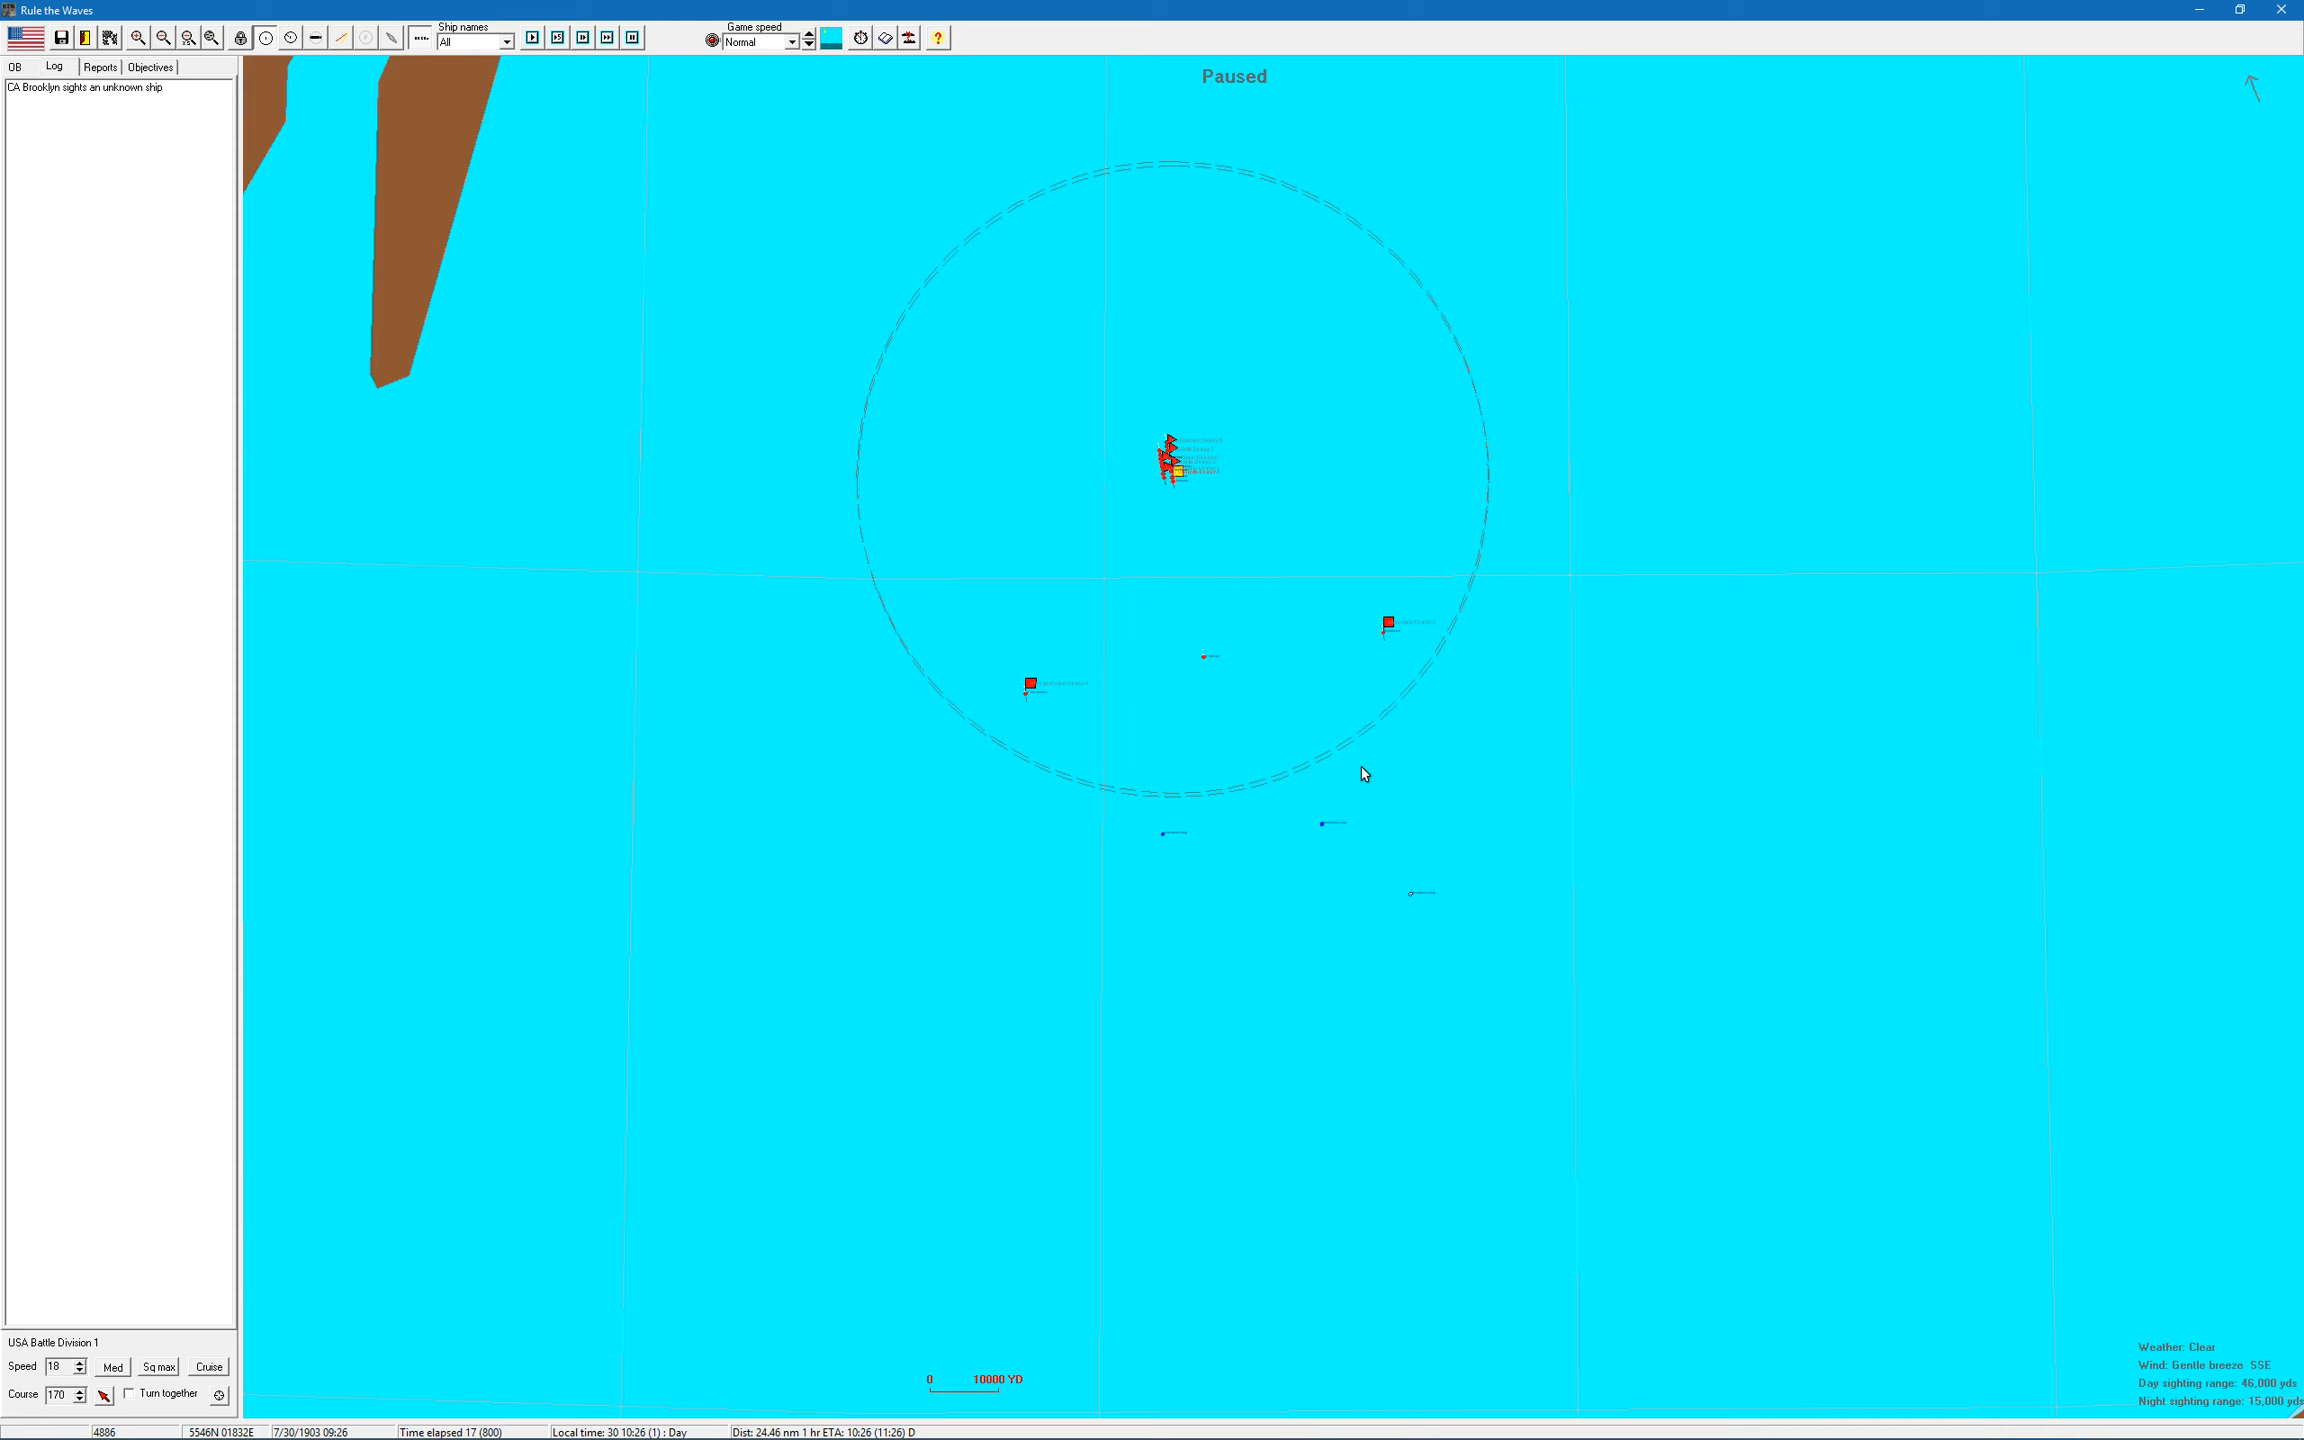 Rule the Waves
Ship names
All
Game speed
Normal
?
OB
Log
Reports
Objectives
CA Brooklyn sights an unknown ship
Paused
0 10000 YD
Weather: Clear
Wind: Gentle breeze SSE
Day sighting range: 46,000 yds
Night sighting range: 15,000 yds
USA Battle Division 1
Speed 18 Med Sq max Cruise
Course 170 Turn together
4886 5546N 01832E 7/30/1903 09:26 Time elapsed 17 (800) Local time: 30 10:26 (1) : Day Dist: 24.46 nm 1 hr ETA: 10:26 (11:26) D